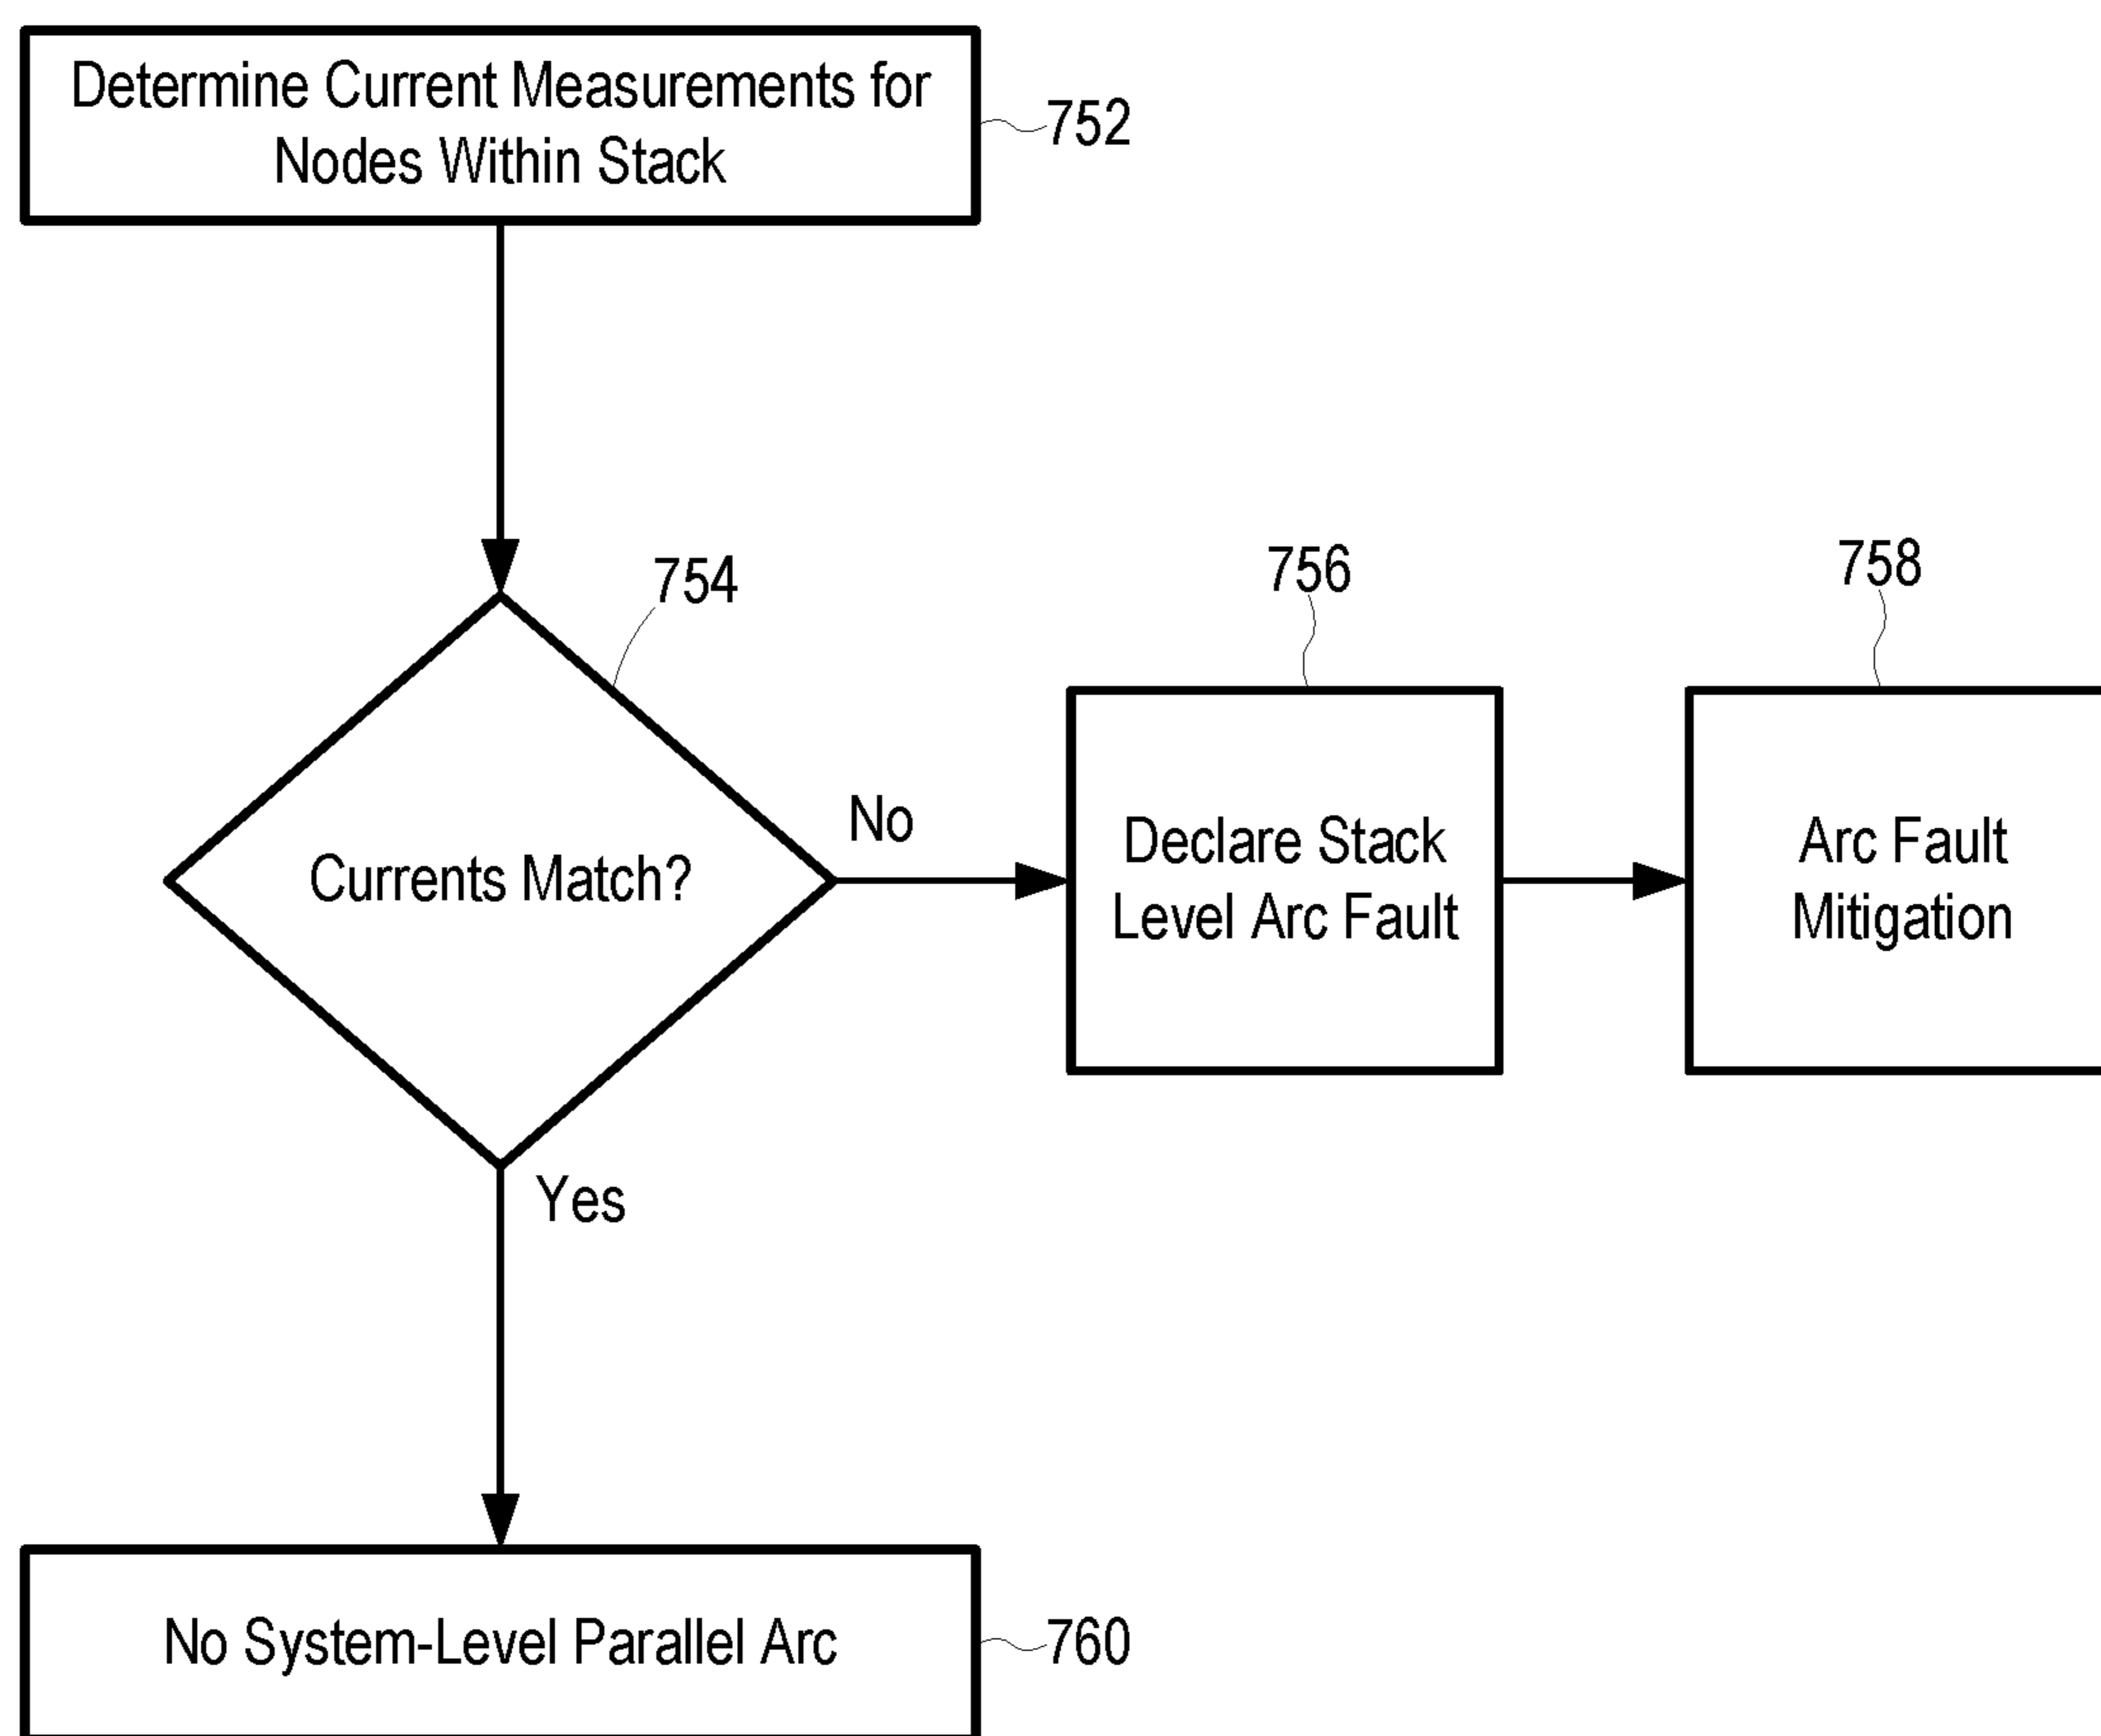 Determine Current Measurements for
Nodes Within Stack
752
754
756
758
No
Currents Match?
Declare Stack
Level Arc Fault
Arc Fault
Mitigation
Yes
No System-Level Parallel Arc
760